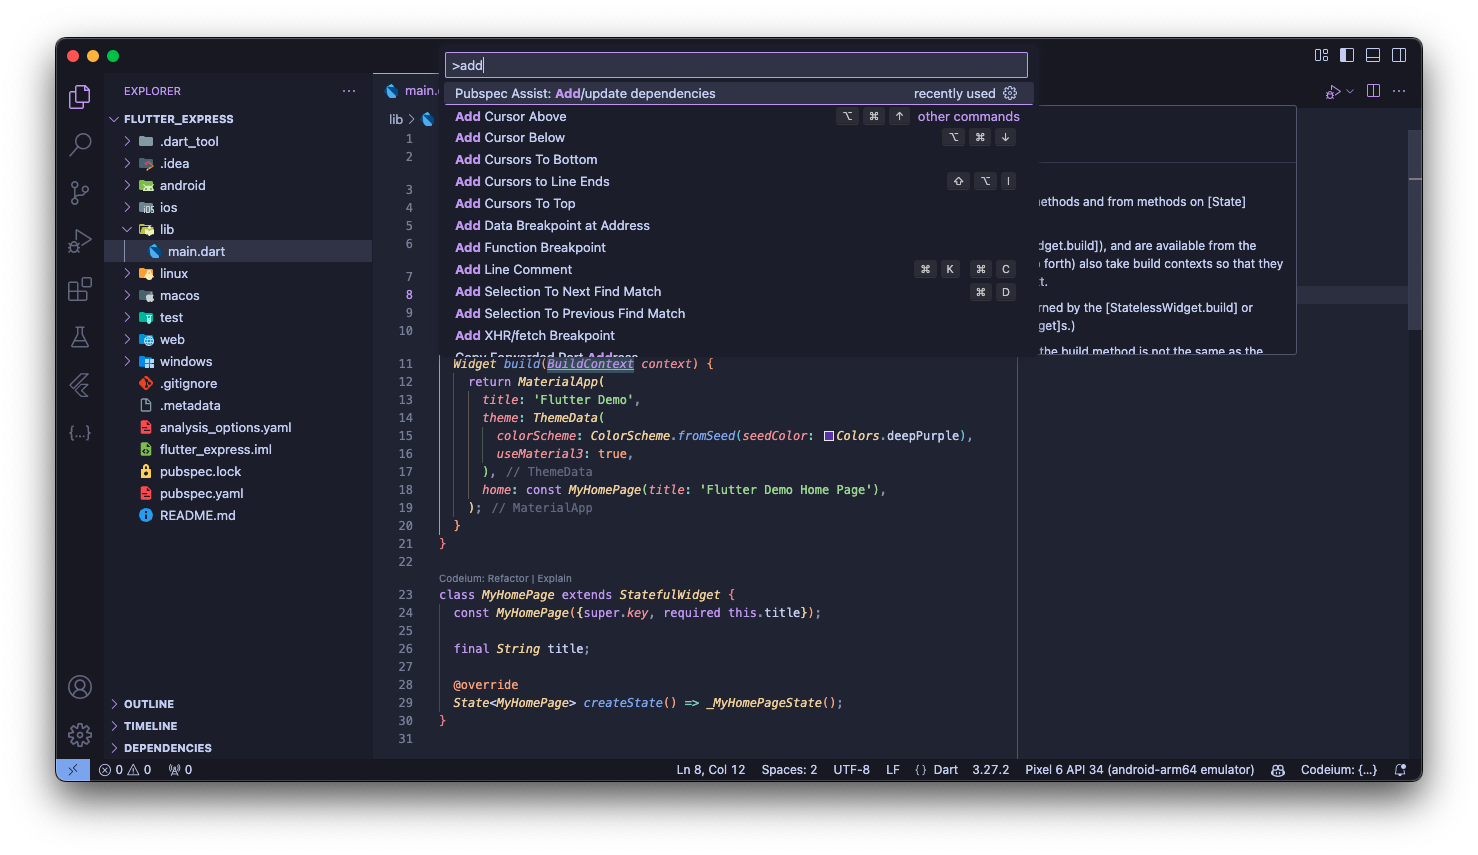 >add
EXPLORER
FLUTTER_EXPRESS
.dart_tool
.idea
android
ios
lib
main.dart
linux
macos
test
web
windows
.gitignore
.metadata
analysis_options.yaml
flutter_express.iml
pubspec.lock
pubspec.yaml
README.md
OUTLINE
TIMELINE
DEPENDENCIES
main.
lib >
Pubspec Assist: Add/update dependencies recently used
Add Cursor Above ⌥ ⌘ ↑ other commands
Add Cursor Below ⌥ ⌘ ↓
Add Cursors To Bottom
Add Cursors to Line Ends ⇧ ⌥ I
Add Cursors To Top
Add Data Breakpoint at Address
Add Function Breakpoint
Add Line Comment ⌘ K ⌘ C
Add Selection To Next Find Match ⌘ D
Add Selection To Previous Find Match
Add XHR/fetch Breakpoint
Copy Forwarded Port Address
ethods and from methods on [State]
dget.build]), and are available from the
forth) also take build contexts so that they
t.
rned by the [StatelessWidget.build] or
get]s.)
the build method is not the same as the
1
2
3
4
5
6
7
8
9
10
11 Widget build(BuildContext context) {
12 return MaterialApp(
13 title: 'Flutter Demo',
14 theme: ThemeData(
15 colorScheme: ColorScheme.fromSeed(seedColor: Colors.deepPurple),
16 useMaterial3: true,
17 ), // ThemeData
18 home: const MyHomePage(title: 'Flutter Demo Home Page'),
19 ); // MaterialApp
20 }
21 }
22
Codeium: Refactor | Explain
23 class MyHomePage extends StatefulWidget {
24 const MyHomePage({super.key, required this.title});
25
26 final String title;
27
28 @override
29 State<MyHomePage> createState() => _MyHomePageState();
30 }
31
0 0 0 Ln 8, Col 12 Spaces: 2 UTF-8 LF {} Dart 3.27.2 Pixel 6 API 34 (android-arm64 emulator) Codeium: {...}